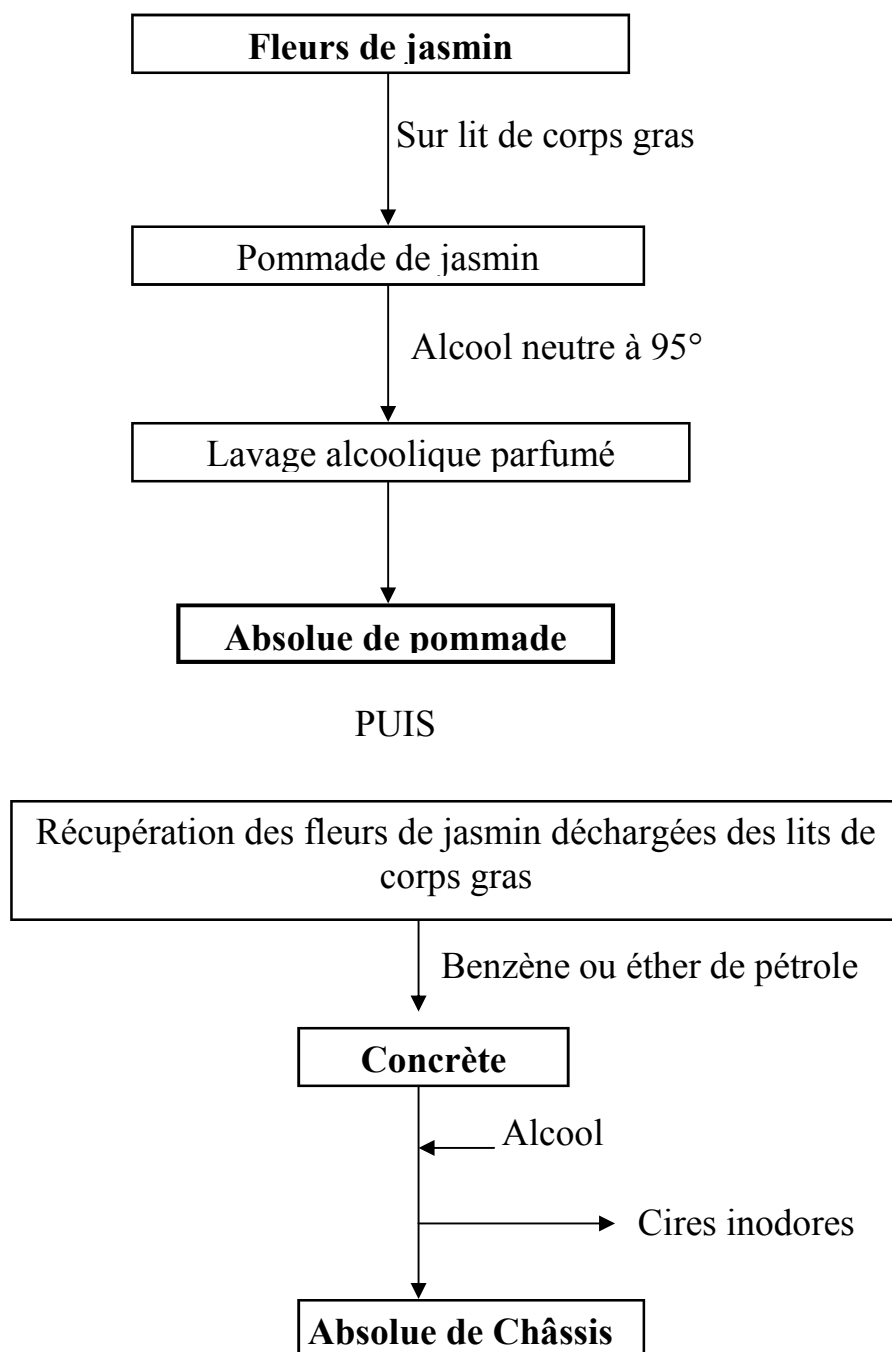 Fleurs de jasmin
Sur lit de corps gras
Pommade de jasmin
Alcool neutre à 95°
Lavage alcoolique parfumé
Absolue de pommade
PUIS
Récupération des fleurs de jasmin déchargées des lits de
corps gras
Benzène ou éther de pétrole
Concrète
Alcool
Cires inodores
Absolue de Châssis